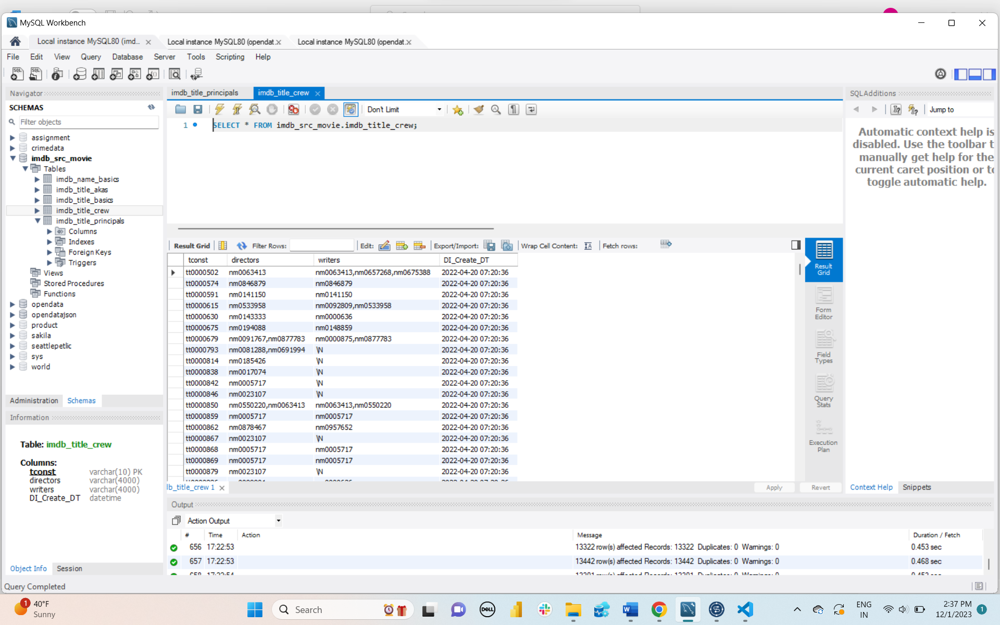 MySQL Workbench
Local instance MySQL80 (imd... Local instance MySQL80 (opendat. Local instance MySQL80 (opendat.
File Edit View Query Database Server Tools Scripting Help
Navigator
SCHEMAS
Filter objects
assignment
crimedata
imdb_src_movie
Tables
imdb_name_basics
imdb_title_akas
imdb_title_basics
imdb_title_crew
imdb_title_principals
Columns
Indexes
Foreign Keys
Triggers
Views
Stored Procedures
Functions
opendata
opendatajson
product
sakila
seattlepetlic
sys
world
Administration Schemas
Information
Table: imdb_title_crew
Columns:
tconst varchar(10) PK
directors varchar(4000)
writers varchar(4000)
DI_Create_DT datetime
Object Info Session
imdb_title_principals imdb_title_crew
Don't Limit
1 SELECT * FROM imdb_src_movie.imdb_title_crew;
Result Grid Filter Rows: Edit: Export/Import: Wrap Cell Content: Fetch rows:
tconst directors writers DI_Create_DT
tt0000502 nm0063413 nm0063413,nm0657268,nm0675388 2022-04-20 07:20:36
tt0000574 nm0846879 nm0846879 2022-04-20 07:20:36
tt0000591 nm0141150 nm0141150 2022-04-20 07:20:36
tt0000615 nm0533958 nm0092809,nm0533958 2022-04-20 07:20:36
tt0000630 nm0143333 nm0000636 2022-04-20 07:20:36
tt0000675 nm0194088 nm0148859 2022-04-20 07:20:36
tt0000679 nm0091767,nm0877783 nm0000875,nm0877783 2022-04-20 07:20:36
tt0000793 nm0081288,nm0691994 \N 2022-04-20 07:20:36
tt0000814 nm0185426 \N 2022-04-20 07:20:36
tt0000838 nm0017074 \N 2022-04-20 07:20:36
tt0000842 nm0005717 \N 2022-04-20 07:20:36
tt0000846 nm0023107 \N 2022-04-20 07:20:36
tt0000850 nm0550220,nm0063413 nm0063413,nm0550220 2022-04-20 07:20:36
tt0000859 nm0005717 nm0005717 2022-04-20 07:20:36
tt0000862 nm0878467 nm0957652 2022-04-20 07:20:36
tt0000867 nm0023107 \N 2022-04-20 07:20:36
tt0000868 nm0005717 nm0005717 2022-04-20 07:20:36
tt0000869 nm0005717 nm0005717 2022-04-20 07:20:36
tt0000879 nm0023107 \N 2022-04-20 07:20:36
Result Grid
Form Editor
Field Types
Query Stats
Execution Plan
db_title_crew 1 Apply Revert
SQLAdditions
Jump to
Automatic context help is
disabled. Use the toolbar t
manually get help for the
current caret position or to
toggle automatic help.
Context Help Snippets
Output
Action Output
# Time Action Message Duration / Fetch
656 17:22:53 13322 row(s) affected Records: 13322 Duplicates: 0 Warnings: 0 0.453 sec
657 17:22:53 13442 row(s) affected Records: 13442 Duplicates: 0 Warnings: 0 0.468 sec
Query Completed
1 40°F
Sunny
Search
DELL
ENG
IN
2:37 PM
12/1/2023
1